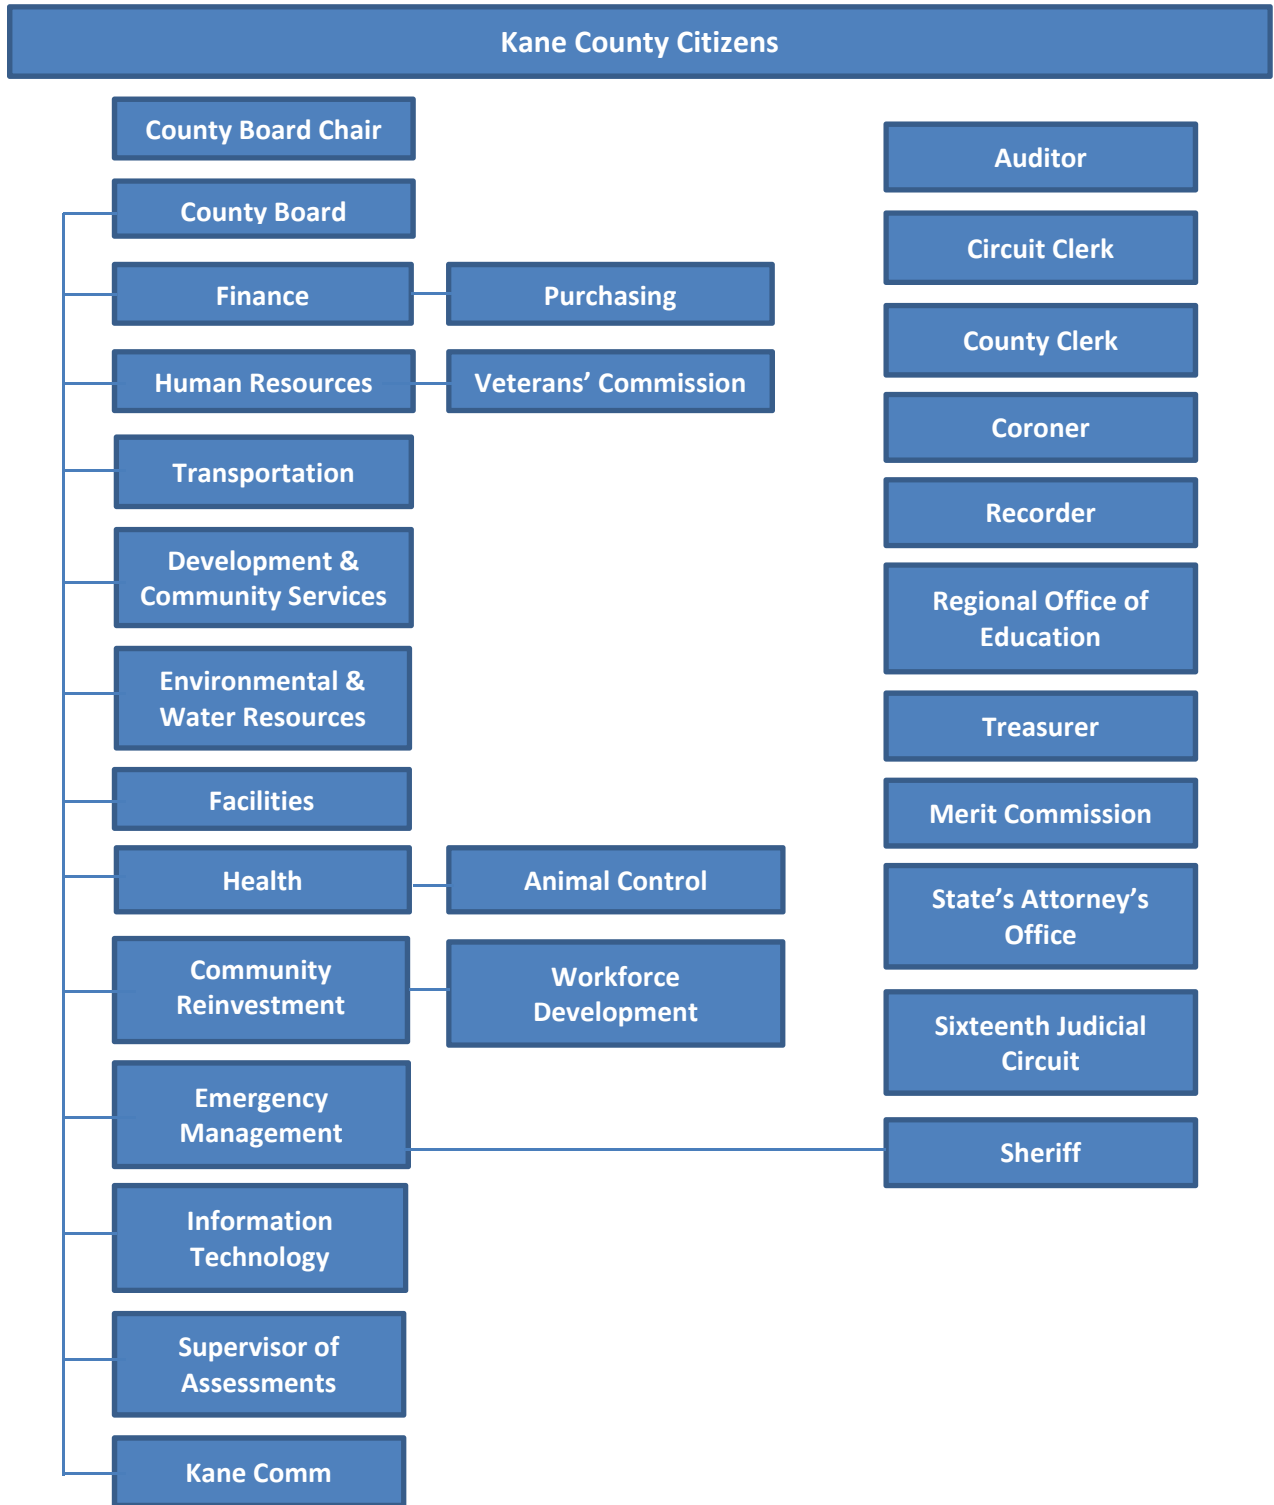 Kane County Citizens
County Board Chair
County Board
Finance
Purchasing
Human Resources
Veterans’ Commission
Transportation
Development &
Community Services
Environmental &
Water Resources
Facilities
Health
Animal Control
Community
Reinvestment
Workforce
Development
Emergency
Management
Information
Technology
Supervisor of
Assessments
Kane Comm
Auditor
Circuit Clerk
County Clerk
Coroner
Recorder
Regional Office of
Education
Treasurer
Merit Commission
State’s Attorney’s
Office
Sixteenth Judicial
Circuit
Sheriff